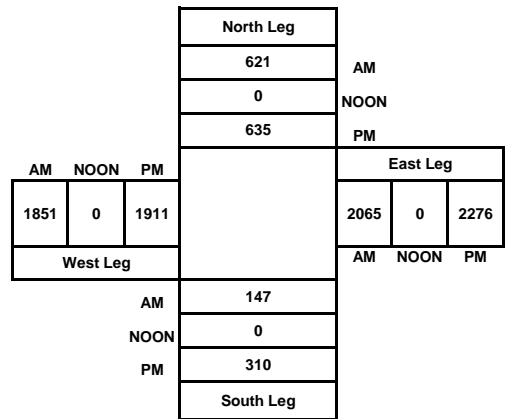 North Leg
621 AM
0 NOON
635 PM
AM NOON PM East Leg
1851 0 1911 2065 0 2276
West Leg AM NOON PM
AM 147
NOON 0
PM 310
South Leg